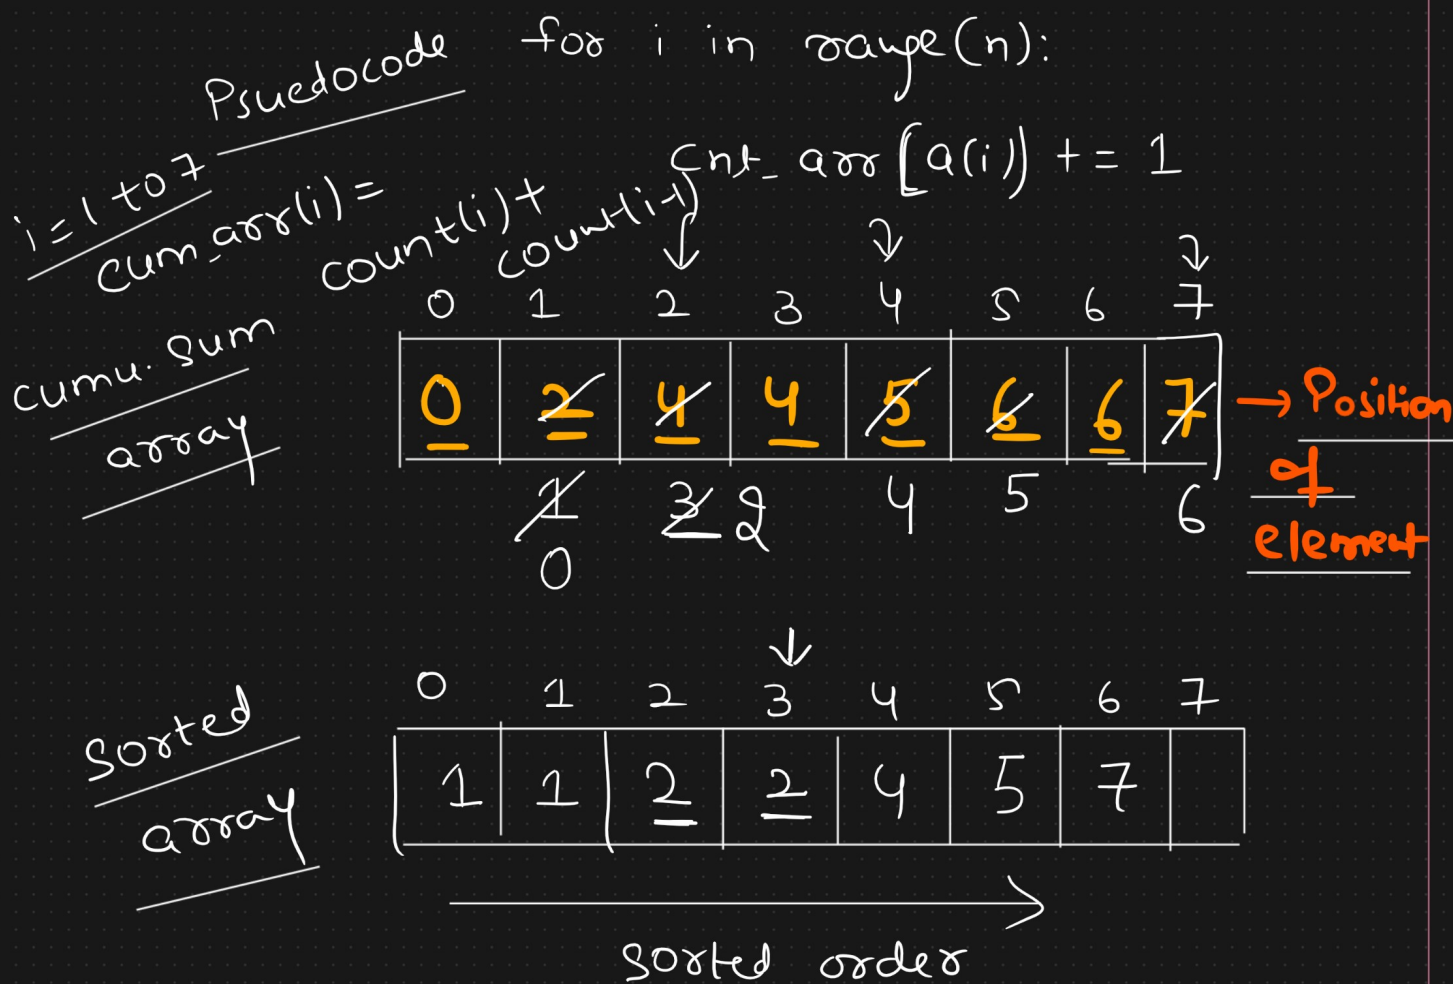 Psuedocode
for i in range(n):
cnt_arr[a(i)] += 1
i=1 to 7
cum_arr(i) =
count(i)+
count(i-1)
cumu. sum
array
0 1 2 3 4 5 6 7
0 2 4 4 5 6 6 7
1 3 2 4 5 6
0
→ Position
of
element
Sorted
array
0 1 2 3 4 5 6 7
1 1 2 2 4 5 7
sorted order